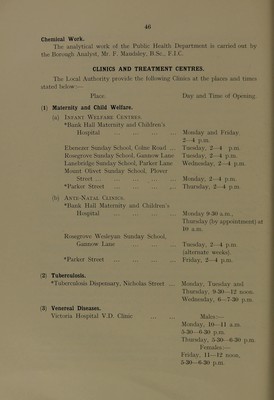 46
Chemical Work.
The analytical work of the Public Health Department is carried out by
the Borough Analyst, Mr. F. Mandsley, B.Sc., F.I.C.
CLINICS AND TREATMENT CENTRES.
The Local Authority provide the following Clinics at the places and times
stated below:—
Place. Day and Time of Opening.
(1) Maternity and Child Welfare.
(a) INFANT WELFARE CENTRES.
*Bank Hall Maternity and Children's
Hospital ... ... ... ... Monday and Friday,
2—4 p.m.
Ebenezer Sunday School, Colne Road ... Tuesday, 2—4 p.m.
Rosegrove Sunday School, Gannow Lane Tuesday, 2—4 p.m.
Lanebridge Sunday School, Parker Lane Wednesday, 2—4 p.m.
Mount Olivet Sunday School, Plover
Street ... ... ... ... ... Monday, 2—4 p.m.
*Parker Street ... ... ... ... Thursday, 2—4 p.m.
(b) ANTE-NATAL CLINICS.
*Bank Hall Maternity and Children's
Hospital ... ... ... ... Monday 9-30 a.m.,
Thursday (by appointment) at
10 a.m.
Rosegrove Wesleyan Sunday School,
Gannow Lane ... ... ... Tuesday, 2—4 p.m.
(alternate weeks).
*Parker Street ... ... ... ... Friday, 2—4 p.m.
(2) Tuberculosis.
*Tuberculosis Dispensary, Nicholas Street ... Monday, Tuesday and
Thursday, 9-30—12 noon.
Wednesday, 6—7-30 p.m.
(3) Venereal Diseases.
Victoria Hospital V.D. Clinic ... ... Males:—
Monday, 10—11 a.m.
5-30—6-30 p.m.
Thursday, 5-30—6-30 p.m.
Females:—
Friday, 11—12 noon,
5-30—6-30 p.m.